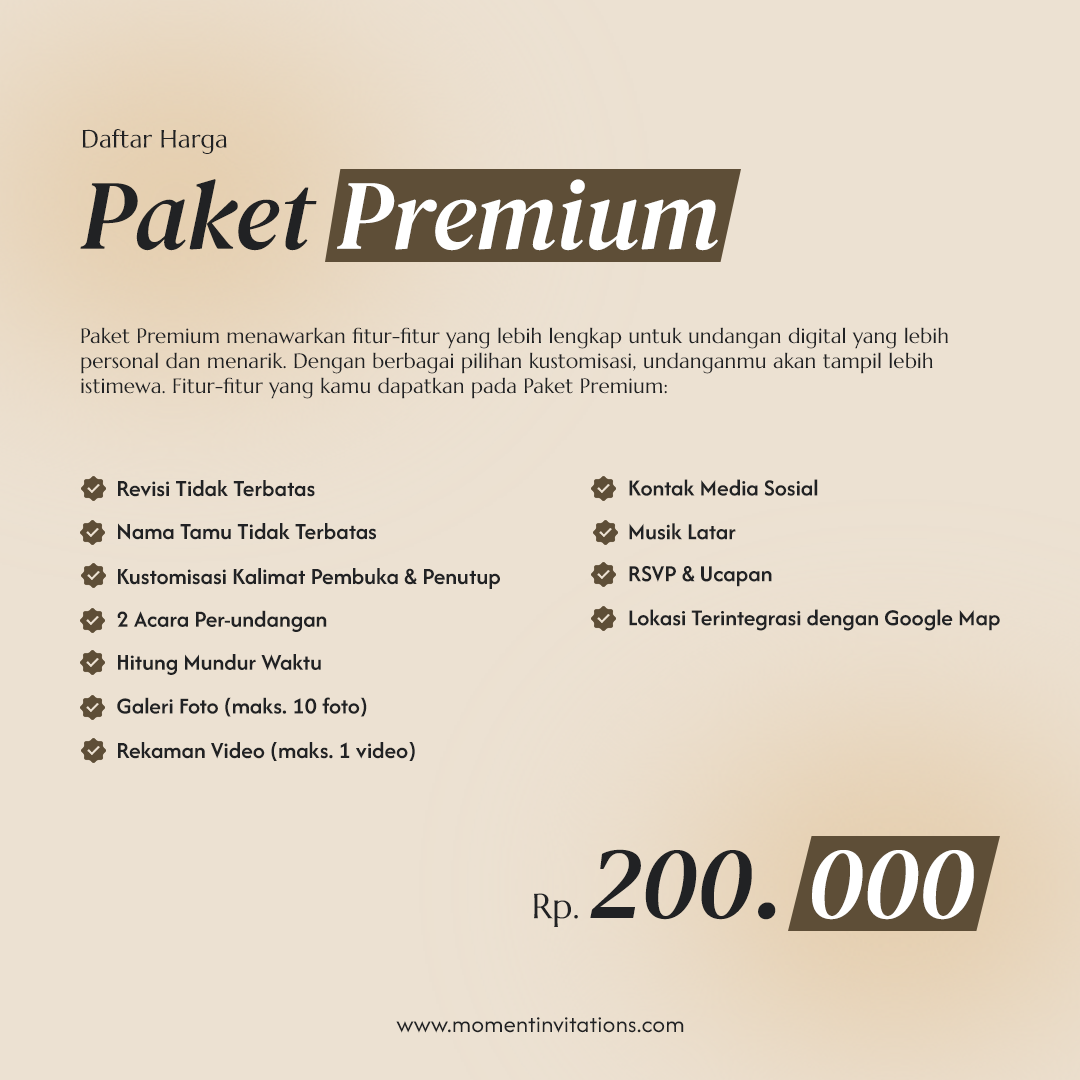 Daftar Harga
Paket Premium
Paket Premium menawarkan fitur-fitur yang lebih lengkap untuk undangan digital yang lebih
personal dan menarik. Dengan berbagai pilihan kustomisasi, undanganmu akan tampil lebih
istimewa. Fitur-fitur yang kamu dapatkan pada Paket Premium:
Revisi Tidak Terbatas
Nama Tamu Tidak Terbatas
Kustomisasi Kalimat Pembuka & Penutup
2 Acara Per-undangan
Hitung Mundur Waktu
Galeri Foto (maks. 10 foto)
Rekaman Video (maks. 1 video)
Kontak Media Sosial
Musik Latar
RSVP & Ucapan
Lokasi Terintegrasi dengan Google Map
Rp. 200.000
www.momentinvitations.com